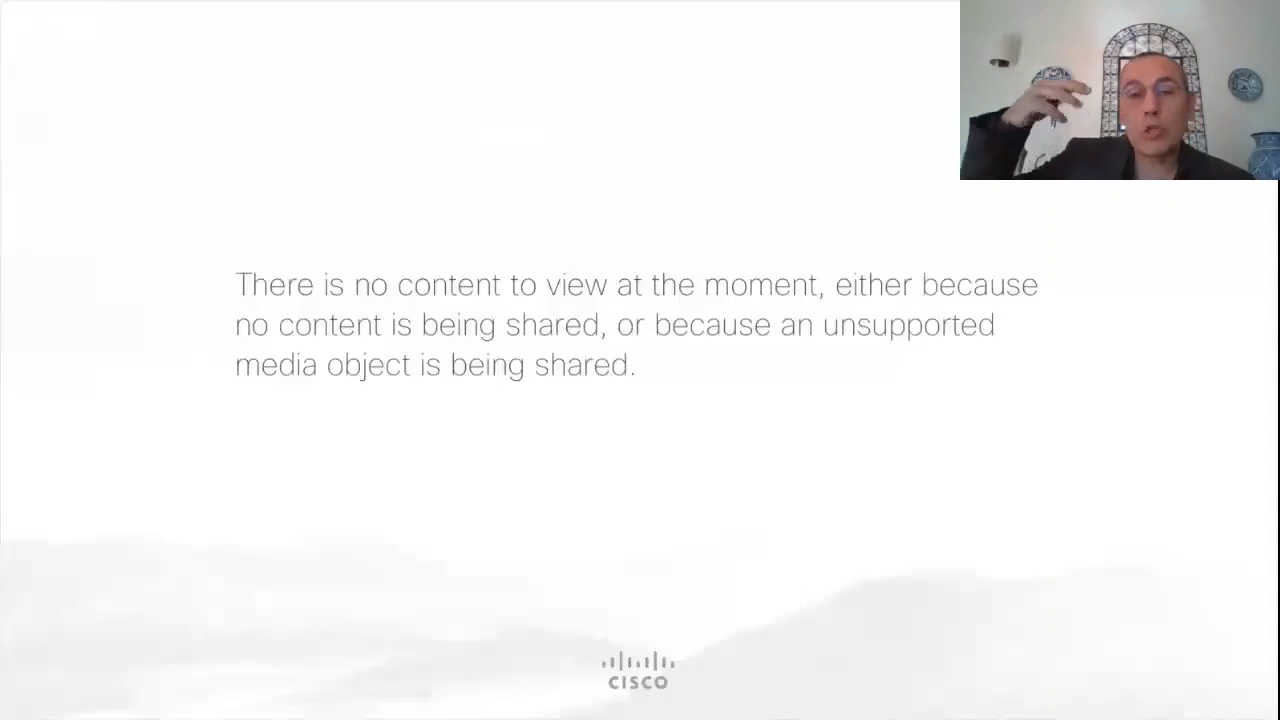 There is no content to view at the moment, either because
no content is being shared, or because an unsupported
media object is being shared.
CISCO